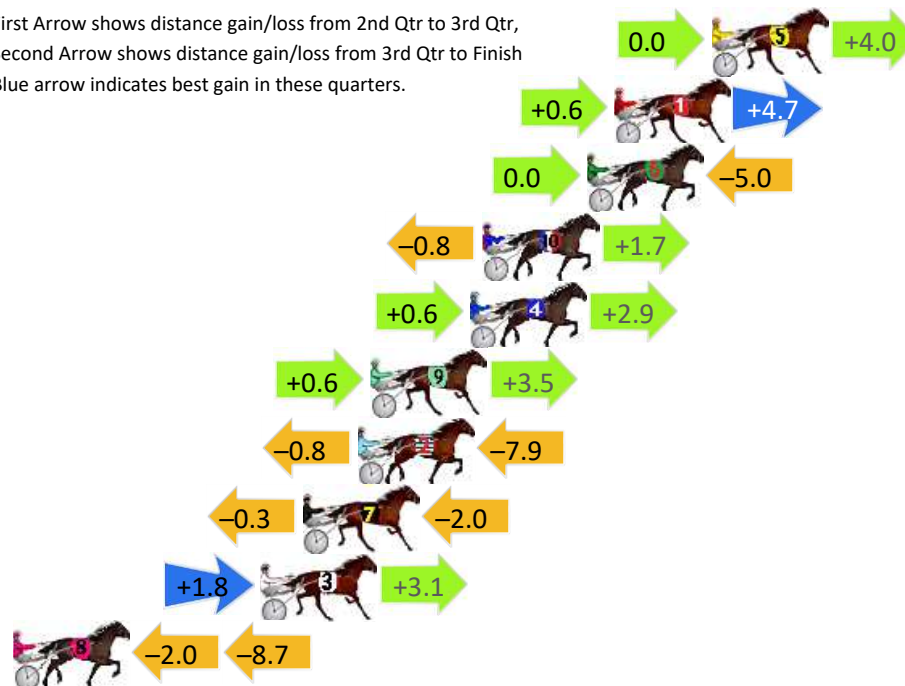 irst Arrow shows distance gain/loss from 2nd Qtr to 3rd Qtr,
econd Arrow shows distance gain/loss from 3rd Qtr to Finish
lue arrow indicates best gain in these quarters.
0.0 5 +4.0
+0.6 1 +4.7
0.0 6 –5.0
–0.8 10 +1.7
+0.6 4 +2.9
+0.6 9 +3.5
–0.8 2 –7.9
–0.3 7 –2.0
+1.8 3 +3.1
8 –2.0 –8.7